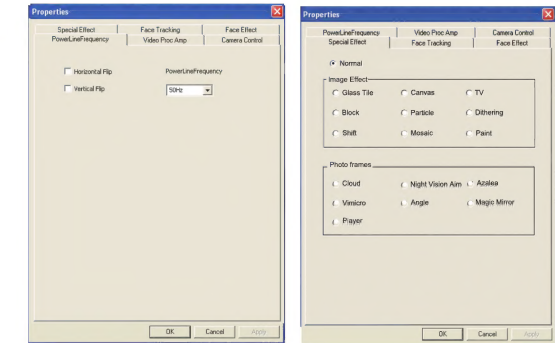 Properties
Special Effect Face Tracking Face Effect
PowerLineFrequency Video Proc Amp Camera Control
Horizontal Flip PowerLineFrequency
Vertical Flip 50Hz
OK Cancel Apply
Properties
PowerLineFrequency Video Proc Amp Camera Control
Special Effect Face Tracking Face Effect
Normal
Image Effect
Glass Tile Canvas TV
Block Particle Dithering
Shift Mosaic Paint
Photo frames
Cloud Night Vision Aim Azalea
Vimicro Angle Magic Mirror
Player
OK Cancel Apply